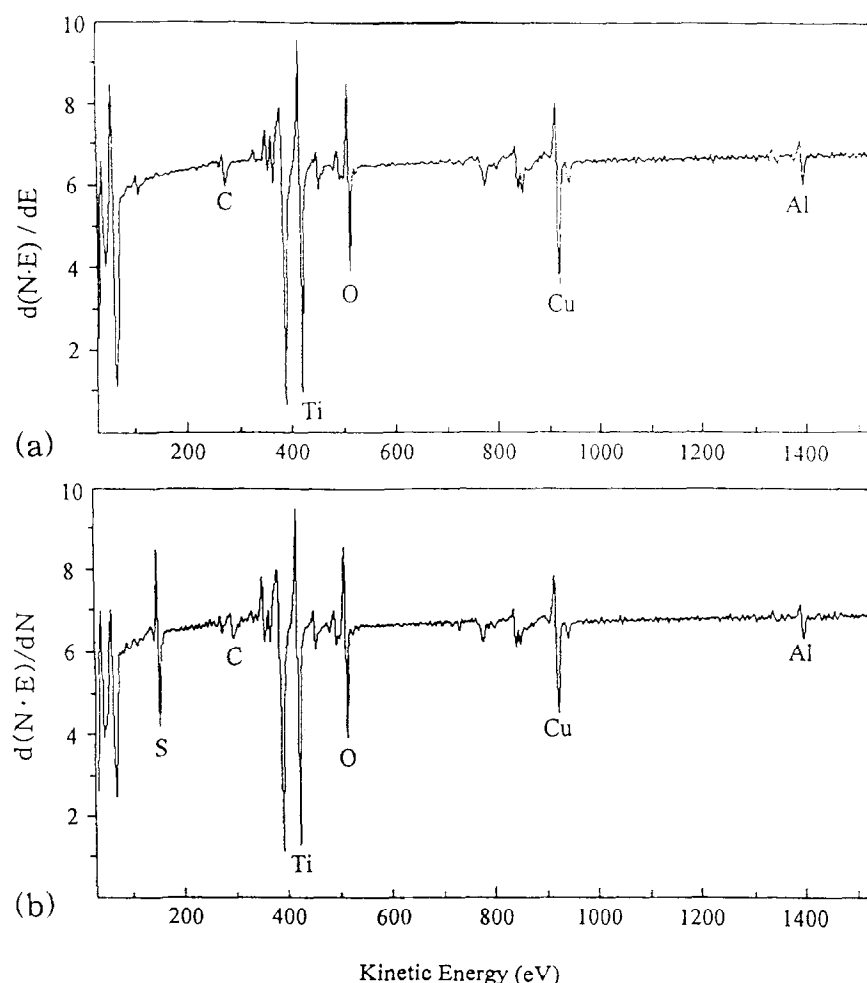 10
8
6
4
2
d(N·E) / dE
C
Ti
O
Cu
Al
(a)
200 400 600 800 1000 1200 1400
10
8
6
4
2
d(N · E)/dN
S
C
Ti
O
Cu
Al
(b)
200 400 600 800 1000 1200 1400
Kinetic Energy (eV)